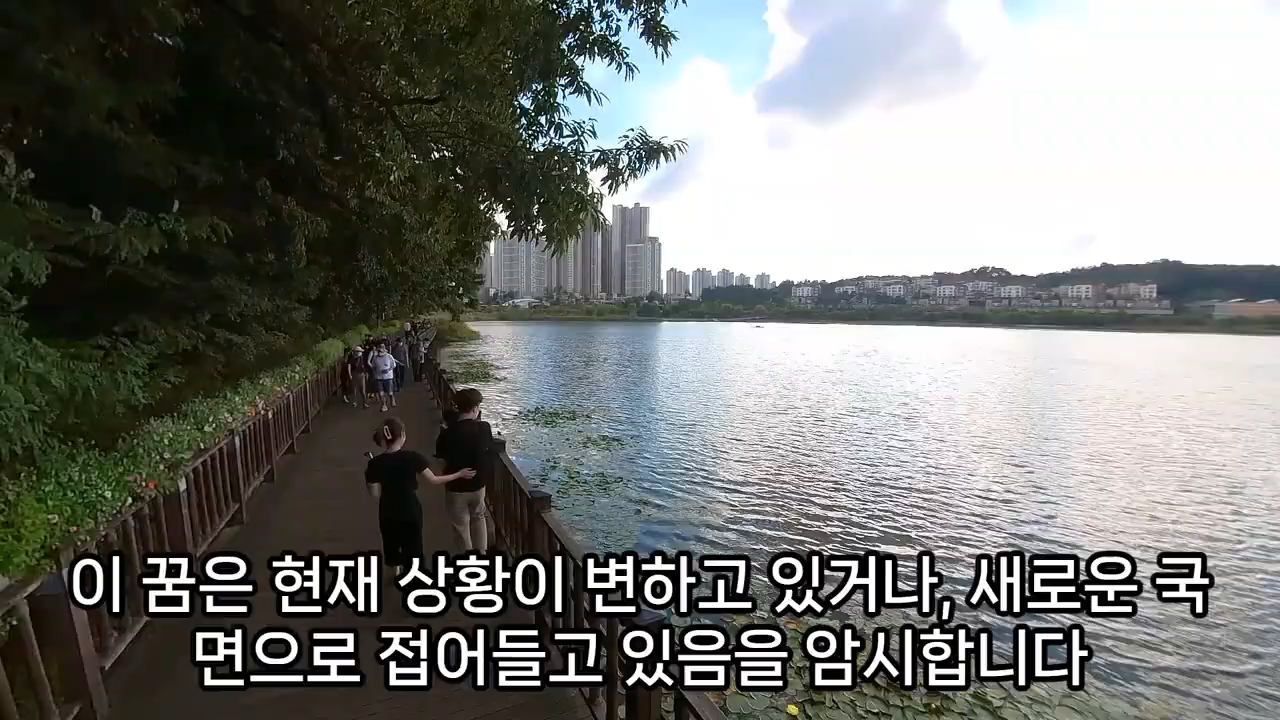 이 꿈은 현재 상황이 변하고 있거나, 새로운 국
면으로 접어들고 있음을 암시합니다